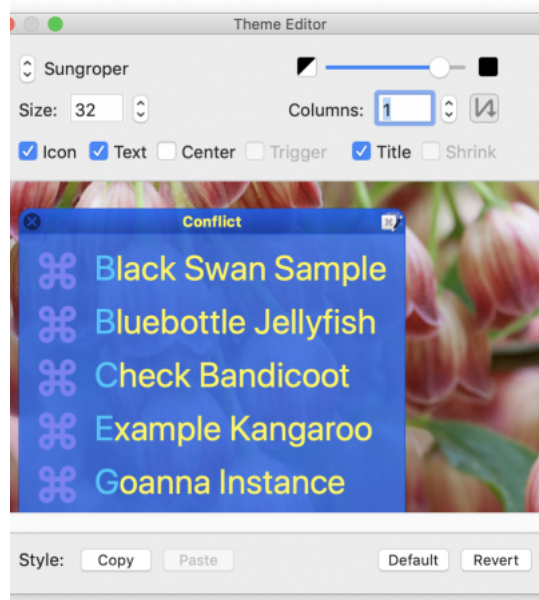 Theme Editor
Sungroper
Size: 32 Columns: 1
Icon Text Center Trigger Title Shrink
Conflict
⌘ Black Swan Sample
⌘ Bluebottle Jellyfish
⌘ Check Bandicoot
⌘ Example Kangaroo
⌘ Goanna Instance
Style: Copy Paste Default Revert